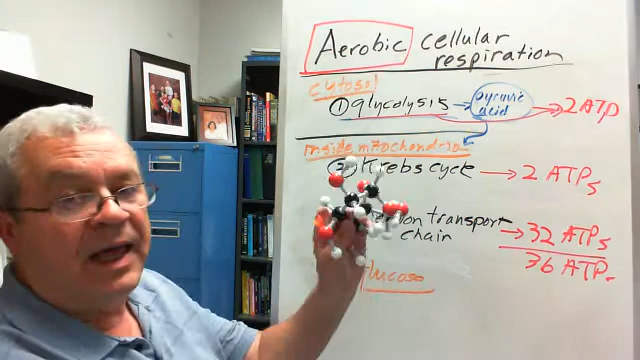 Aerobic cellular
respiration
cytosol
① glycolysis → pyruvic
acid → 2 ATP
inside mitochondria
② Krebs cycle → 2 ATPs
transport
chain → 32 ATPs
36 ATPs
glucose